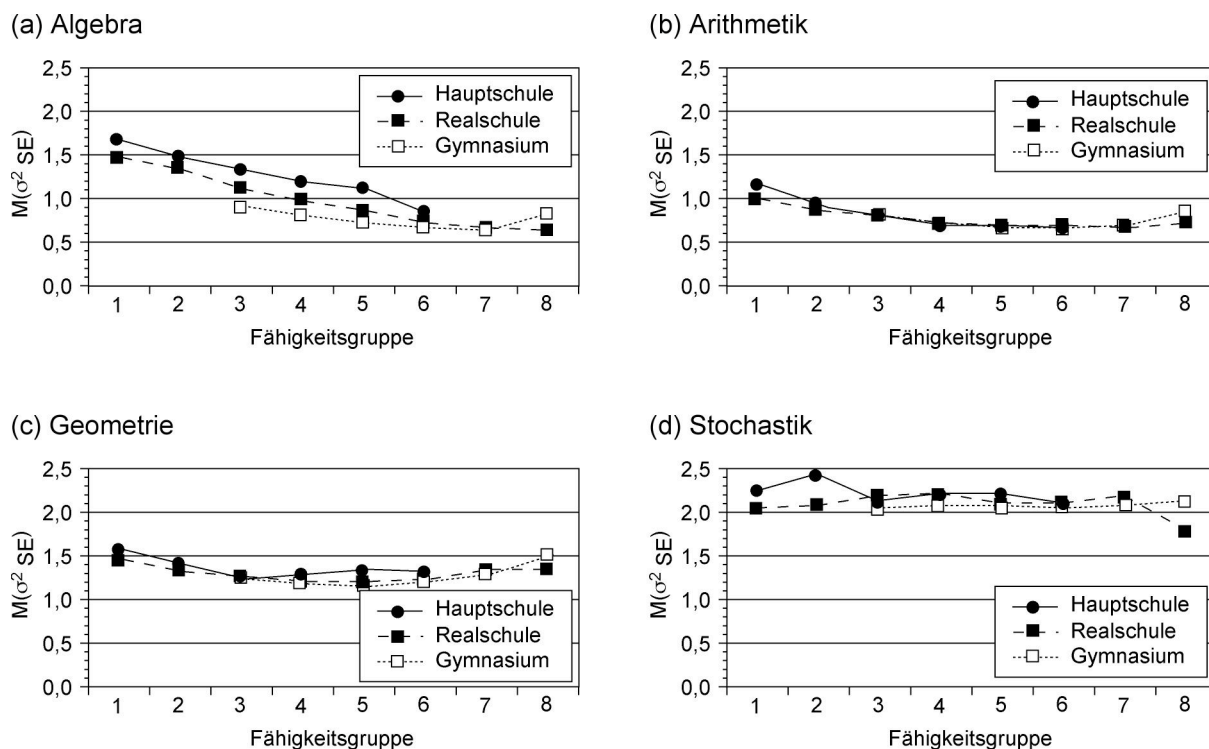 (a) Algebra
M(σ² SE)
2,5
2,0
1,5
1,0
0,5
0,0
Hauptschule
Realschule
Gymnasium
1 2 3 4 5 6 7 8
Fähigkeitsgruppe
(b) Arithmetik
M(σ² SE)
2,5
2,0
1,5
1,0
0,5
0,0
Hauptschule
Realschule
Gymnasium
1 2 3 4 5 6 7 8
Fähigkeitsgruppe
(c) Geometrie
M(σ² SE)
2,5
2,0
1,5
1,0
0,5
0,0
Hauptschule
Realschule
Gymnasium
1 2 3 4 5 6 7 8
Fähigkeitsgruppe
(d) Stochastik
M(σ² SE)
2,5
2,0
1,5
1,0
0,5
0,0
Hauptschule
Realschule
Gymnasium
1 2 3 4 5 6 7 8
Fähigkeitsgruppe